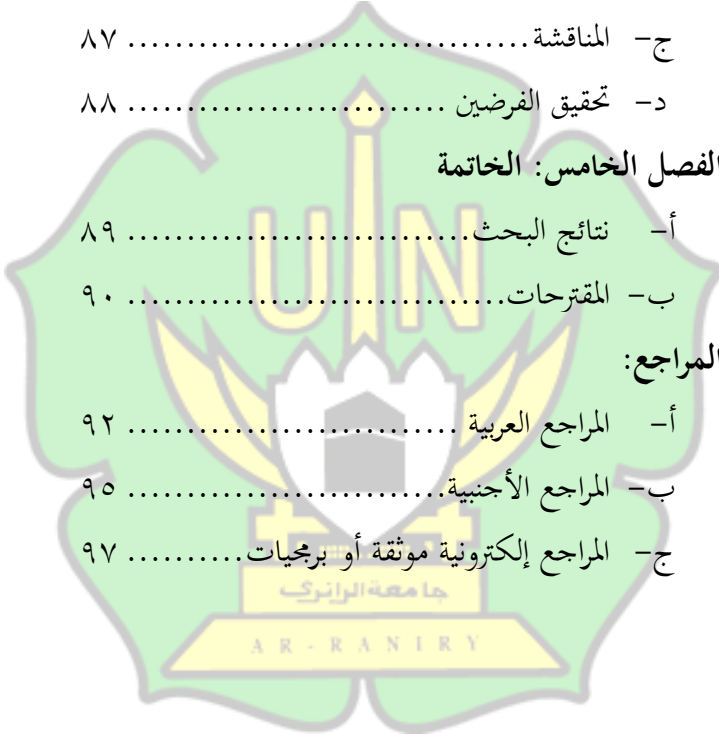 ج- المناقشة................................. ٨٧
د- تحقيق الفرضين .......................... ٨٨
الفصل الخامس: الخاتمة
أ- نتائج البحث............................ ٨٩
ب- المقترحات............................... ٩٠
المراجع:
أ- المراجع العربية ........................... ٩٢
ب- المراجع الأجنبية.......................... ٩٥
ج- المراجع إلكترونية موثقة أو برمجيات.......... ٩٧
UIN
جامعة الرانري
AR-RANIRY